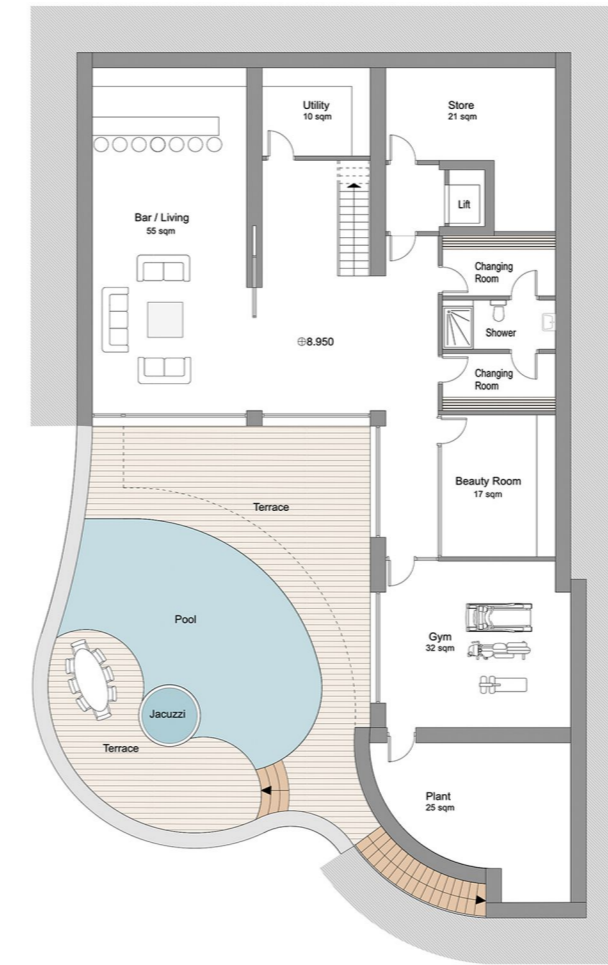 Utility
10 sqm
Store
21 sqm
Lift
Bar / Living
55 sqm
Changing
Room
Shower
8.950
Changing
Room
Beauty Room
17 sqm
Terrace
Pool
Gym
32 sqm
Jacuzzi
Terrace
Plant
25 sqm